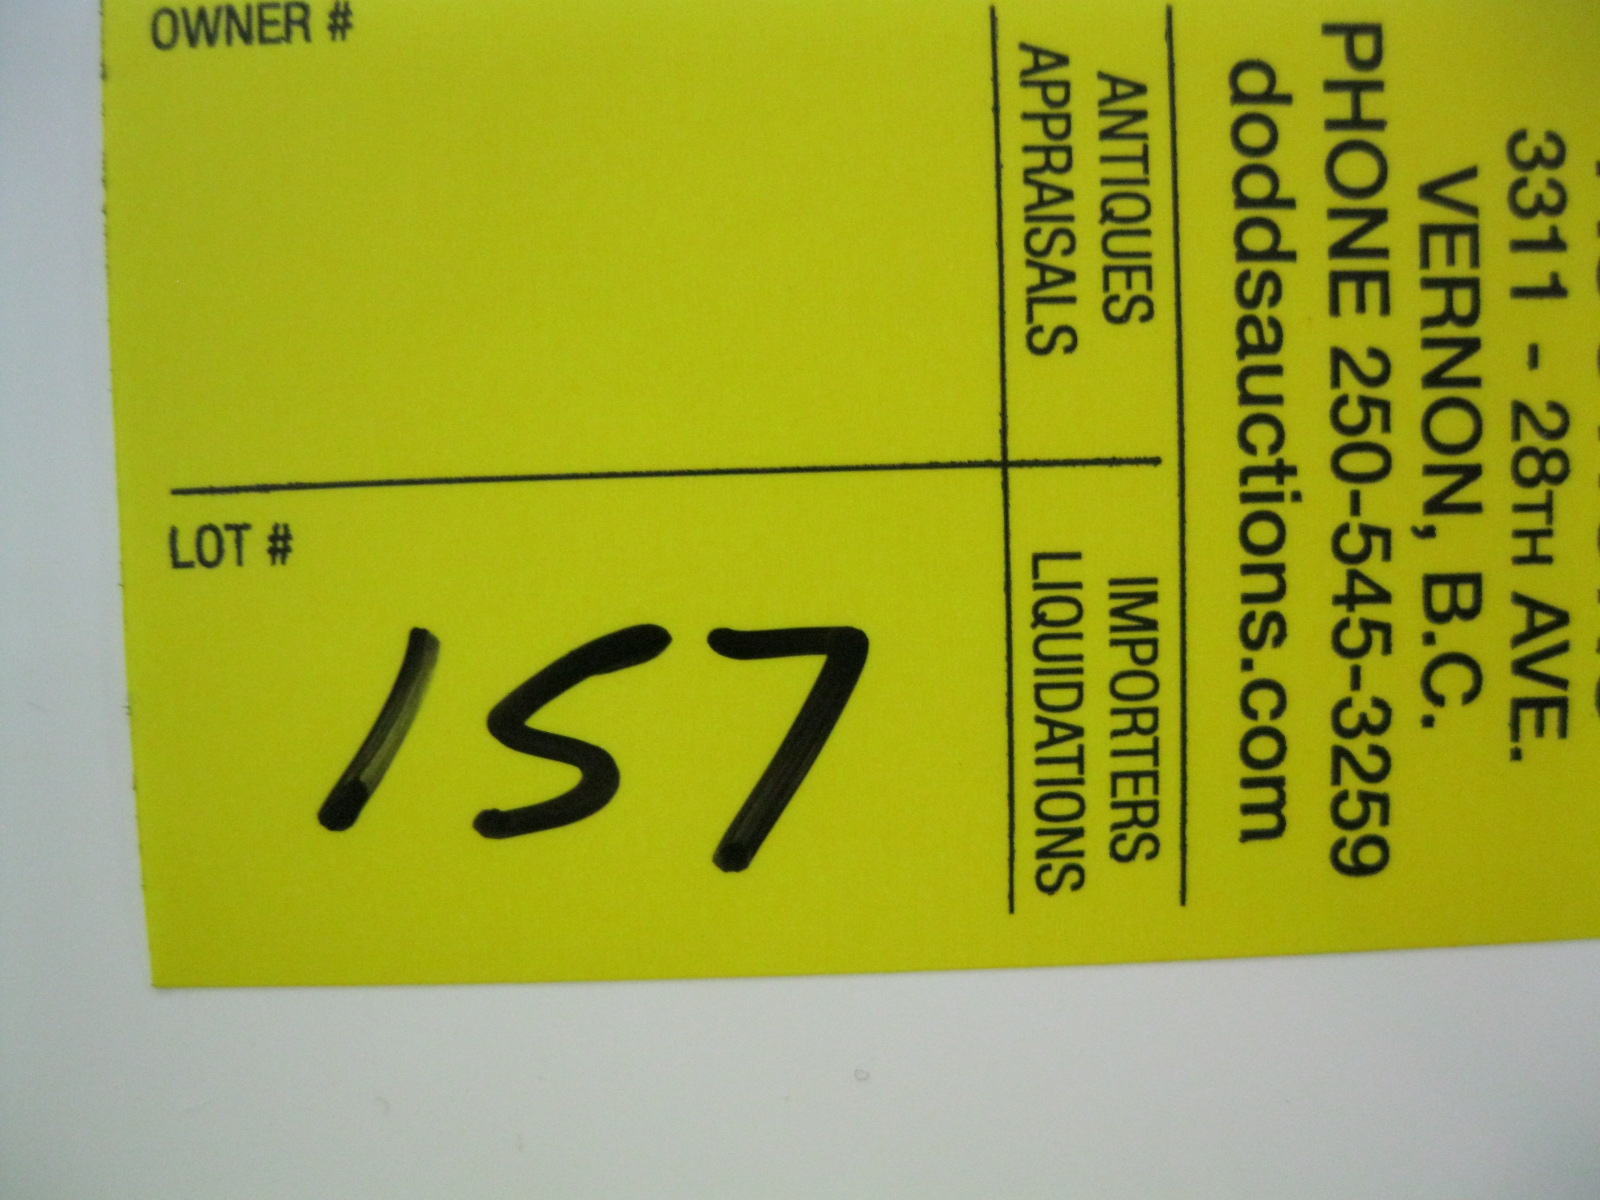 3311 - 28TH AVE.
VERNON, B.C.
PHONE 250-545-3259
doddsauctions.com
ANTIQUES IMPORTERS
APPRAISALS LIQUIDATIONS
OWNER #
LOT #
157